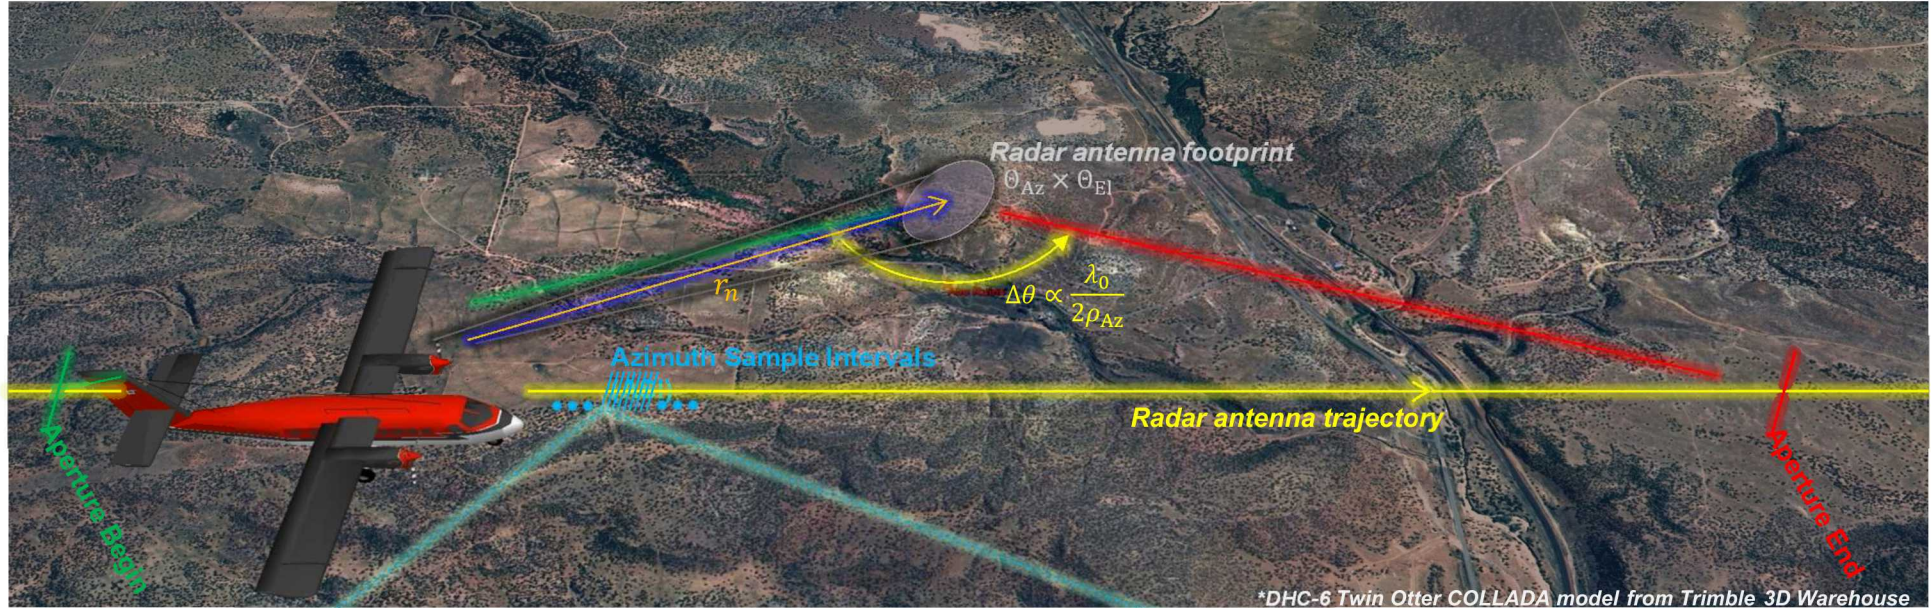 Radar antenna footprint
Θ_Az × Θ_El
r_n
Δθ ∝ λ₀ / 2ρ_Az
Azimuth Sample Intervals
Radar antenna trajectory
Aperture Begin
Aperture End
*DHC-6 Twin Otter COLLADA model from Trimble 3D Warehouse